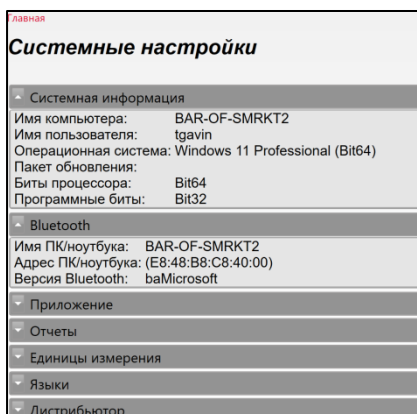 Главная
Системные настройки
Системная информация
Имя компьютера: BAR-OF-SMRKT2
Имя пользователя: tgavin
Операционная система: Windows 11 Professional (Bit64)
Пакет обновления:
Биты процессора: Bit64
Программные биты: Bit32
Bluetooth
Имя ПК/ноутбука: BAR-OF-SMRKT2
Адрес ПК/ноутбука: (E8:48:B8:C8:40:00)
Версия Bluetooth: baMicrosoft
Приложение
Отчеты
Единицы измерения
Языки
Дистрибьютор